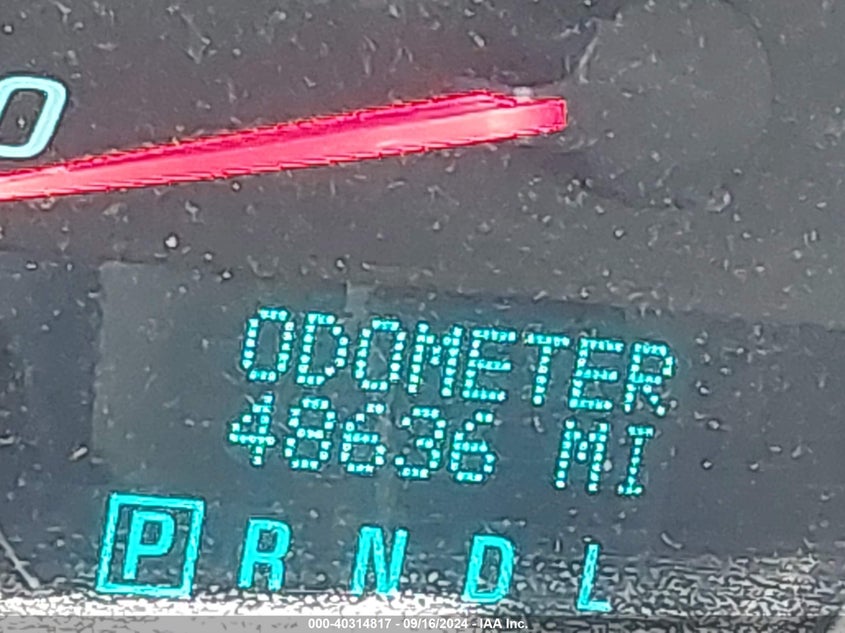 0
ODOMETER
48636 MI
P R N D L
000-40314817 - 09/16/2024 - IAA Inc.